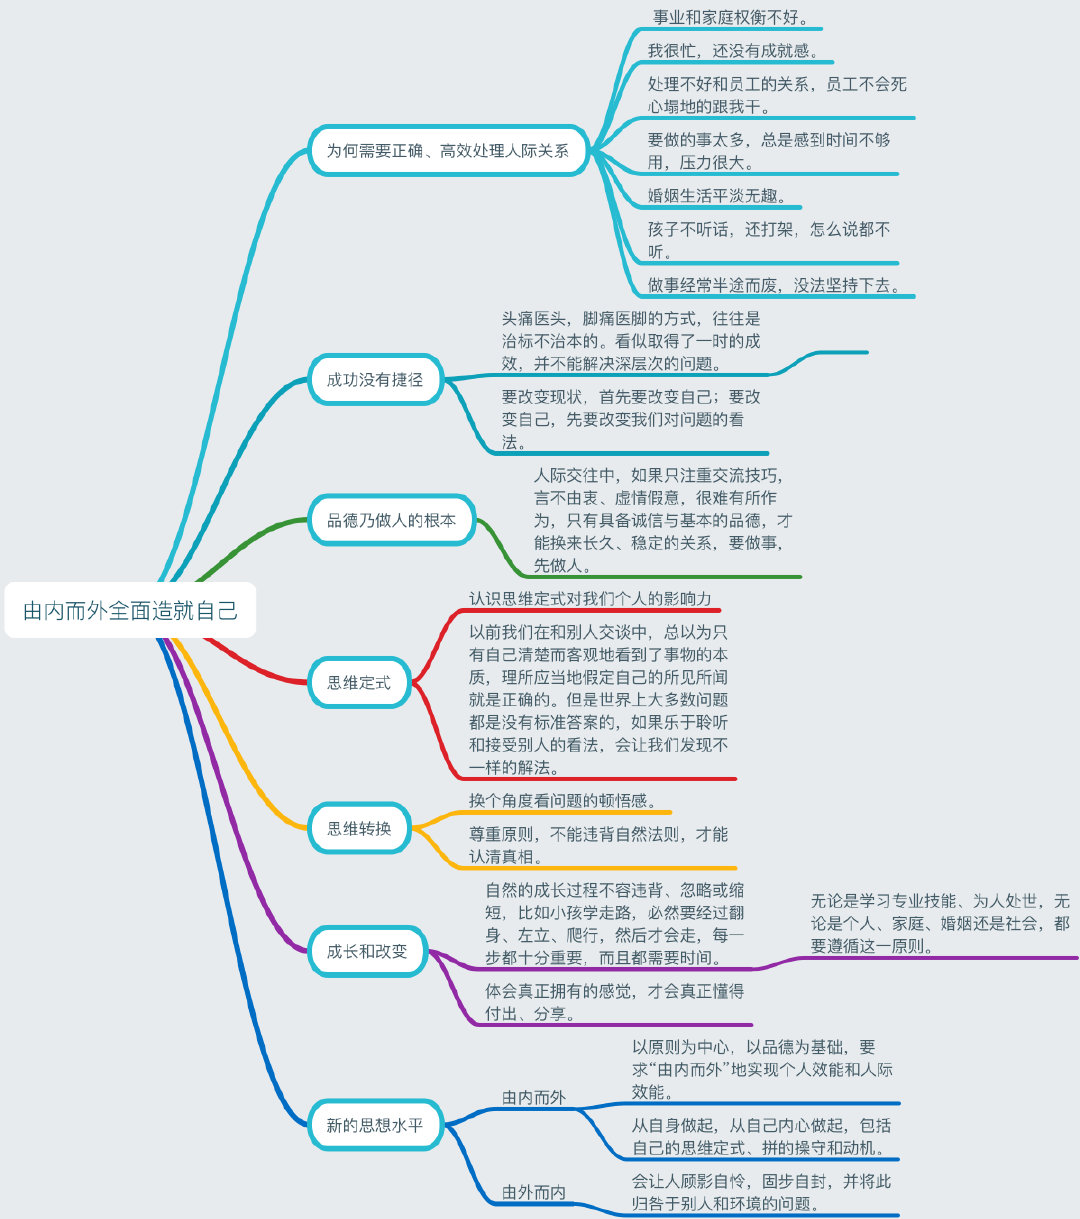 事业和家庭权衡不好。
我很忙，还没有成就感。
处理不好和员工的关系，员工不会死
心塌地的跟我干。
要做的事太多，总是感到时间不够
用，压力很大。
婚姻生活平淡无趣。
孩子不听话，还打架，怎么说都不
听。
做事经常半途而废，没法坚持下去。
为何需要正确、高效处理人际关系
头痛医头，脚痛医脚的方式，往往是
治标不治本的。看似取得了一时的成
效，并不能解决深层次的问题。
要改变现状，首先要改变自己；要改
变自己，先要改变我们对问题的看
法。
成功没有捷径
人际交往中，如果只注重交流技巧，
言不由衷、虚情假意，很难有所作
为，只有具备诚信与基本的品德，才
能换来长久、稳定的关系，要做事，
先做人。
品德乃做人的根本
由内而外全面造就自己
认识思维定式对我们个人的影响力
以前我们在和别人交谈中，总以为只
有自己清楚而客观地看到了事物的本
质，理所应当地假定自己的所见所闻
就是正确的。但是世界上大多数问题
都是没有标准答案的，如果乐于聆听
和接受别人的看法，会让我们发现不
一样的解法。
思维定式
换个角度看问题的顿悟感。
尊重原则，不能违背自然法则，才能
认清真相。
思维转换
自然的成长过程不容违背、忽略或缩
短，比如小孩学走路，必然要经过翻
身、左立、爬行，然后才会走，每一
步都十分重要，而且都需要时间。
无论是学习专业技能、为人处世，无
论是个人、家庭、婚姻还是社会，都
要遵循这一原则。
成长和改变
体会真正拥有的感觉，才会真正懂得
付出、分享。
以原则为中心，以品德为基础，要
求“由内而外”地实现个人效能和人际
效能。
由内而外
从自身做起，从自己内心做起，包括
自己的思维定式、拼的操守和动机。
新的思想水平
会让人顾影自怜，固步自封，并将此
归咎于别人和环境的问题。
由外而内